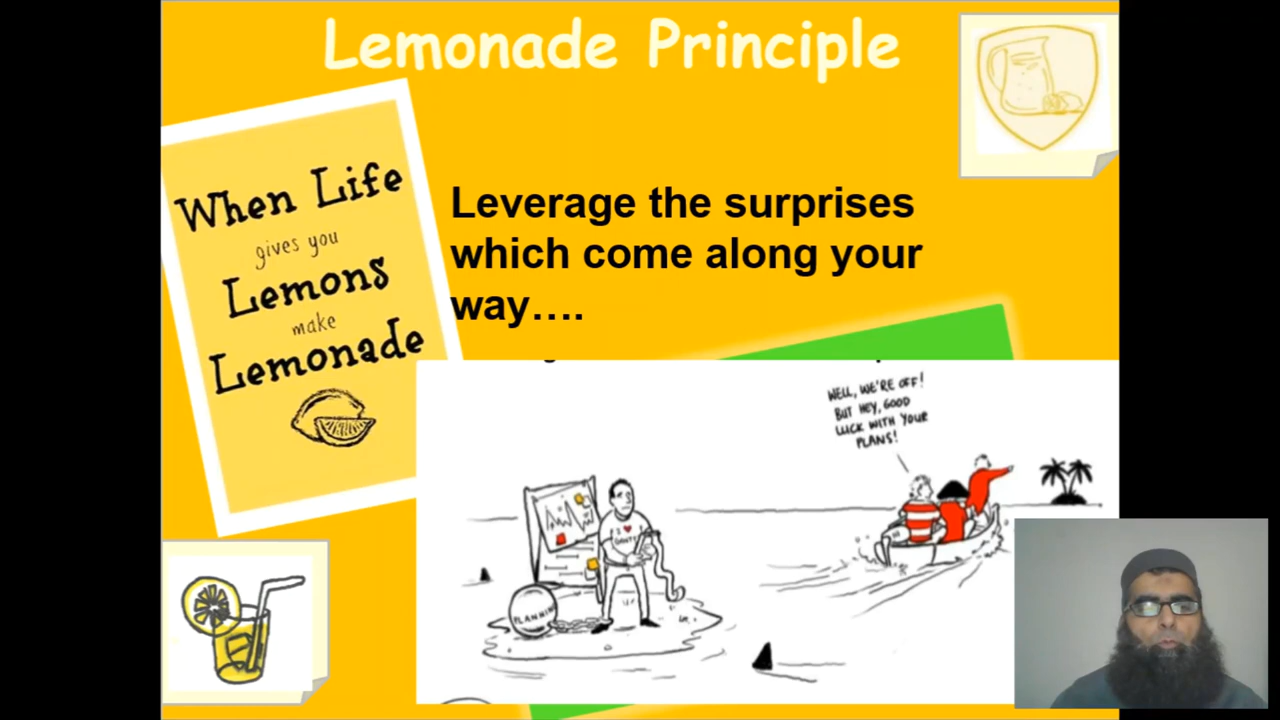 Lemonade Principle
When Life
gives you
Lemons
make
Lemonade
Leverage the surprises
which come along your
way….
WELL, WE'RE OFF!
BUT HEY, GOOD
LUCK WITH YOUR
PLANS!
I ♥
PLANNING